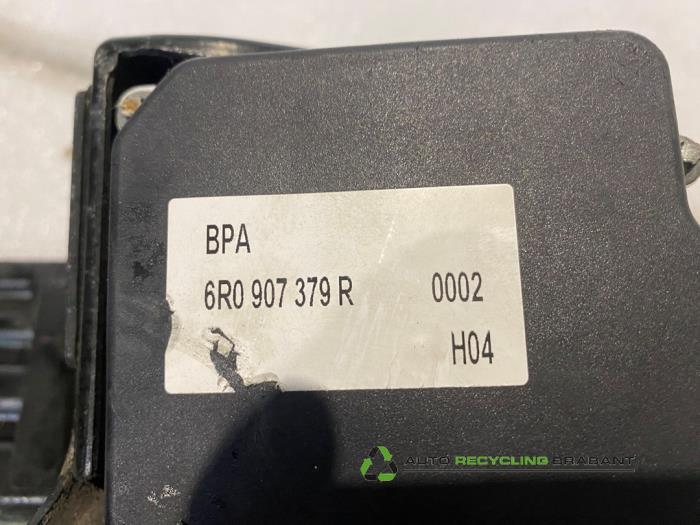 BPA
6R0 907 379 R 0002
H04
AUTO RECYCLING BRABANT